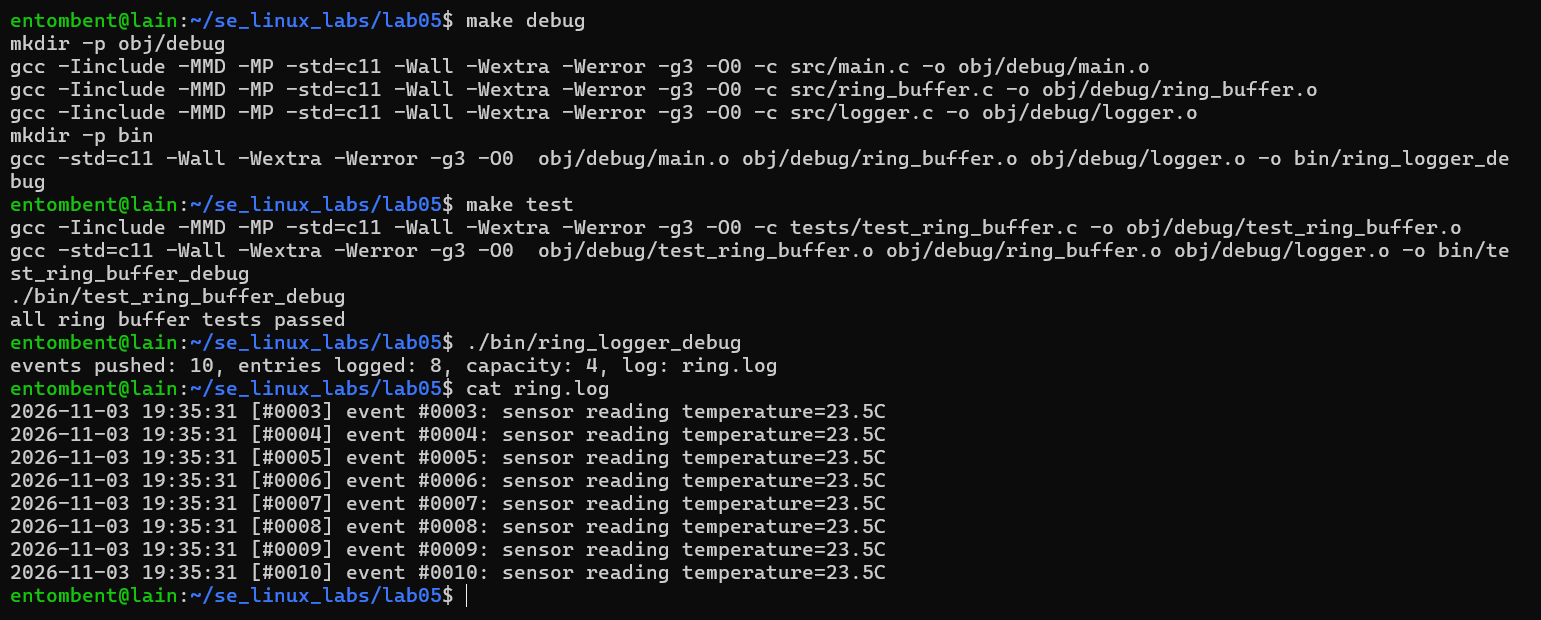 entombent@lain:~/se_linux_labs/lab05$ make debug
mkdir -p obj/debug
gcc -Iinclude -MMD -MP -std=c11 -Wall -Wextra -Werror -g3 -O0 -c src/main.c -o obj/debug/main.o
gcc -Iinclude -MMD -MP -std=c11 -Wall -Wextra -Werror -g3 -O0 -c src/ring_buffer.c -o obj/debug/ring_buffer.o
gcc -Iinclude -MMD -MP -std=c11 -Wall -Wextra -Werror -g3 -O0 -c src/logger.c -o obj/debug/logger.o
mkdir -p bin
gcc -std=c11 -Wall -Wextra -Werror -g3 -O0  obj/debug/main.o obj/debug/ring_buffer.o obj/debug/logger.o -o bin/ring_logger_de
bug
entombent@lain:~/se_linux_labs/lab05$ make test
gcc -Iinclude -MMD -MP -std=c11 -Wall -Wextra -Werror -g3 -O0 -c tests/test_ring_buffer.c -o obj/debug/test_ring_buffer.o
gcc -std=c11 -Wall -Wextra -Werror -g3 -O0  obj/debug/test_ring_buffer.o obj/debug/ring_buffer.o obj/debug/logger.o -o bin/te
st_ring_buffer_debug
./bin/test_ring_buffer_debug
all ring buffer tests passed
entombent@lain:~/se_linux_labs/lab05$ ./bin/ring_logger_debug
events pushed: 10, entries logged: 8, capacity: 4, log: ring.log
entombent@lain:~/se_linux_labs/lab05$ cat ring.log
2026-11-03 19:35:31 [#0003] event #0003: sensor reading temperature=23.5C
2026-11-03 19:35:31 [#0004] event #0004: sensor reading temperature=23.5C
2026-11-03 19:35:31 [#0005] event #0005: sensor reading temperature=23.5C
2026-11-03 19:35:31 [#0006] event #0006: sensor reading temperature=23.5C
2026-11-03 19:35:31 [#0007] event #0007: sensor reading temperature=23.5C
2026-11-03 19:35:31 [#0008] event #0008: sensor reading temperature=23.5C
2026-11-03 19:35:31 [#0009] event #0009: sensor reading temperature=23.5C
2026-11-03 19:35:31 [#0010] event #0010: sensor reading temperature=23.5C
entombent@lain:~/se_linux_labs/lab05$